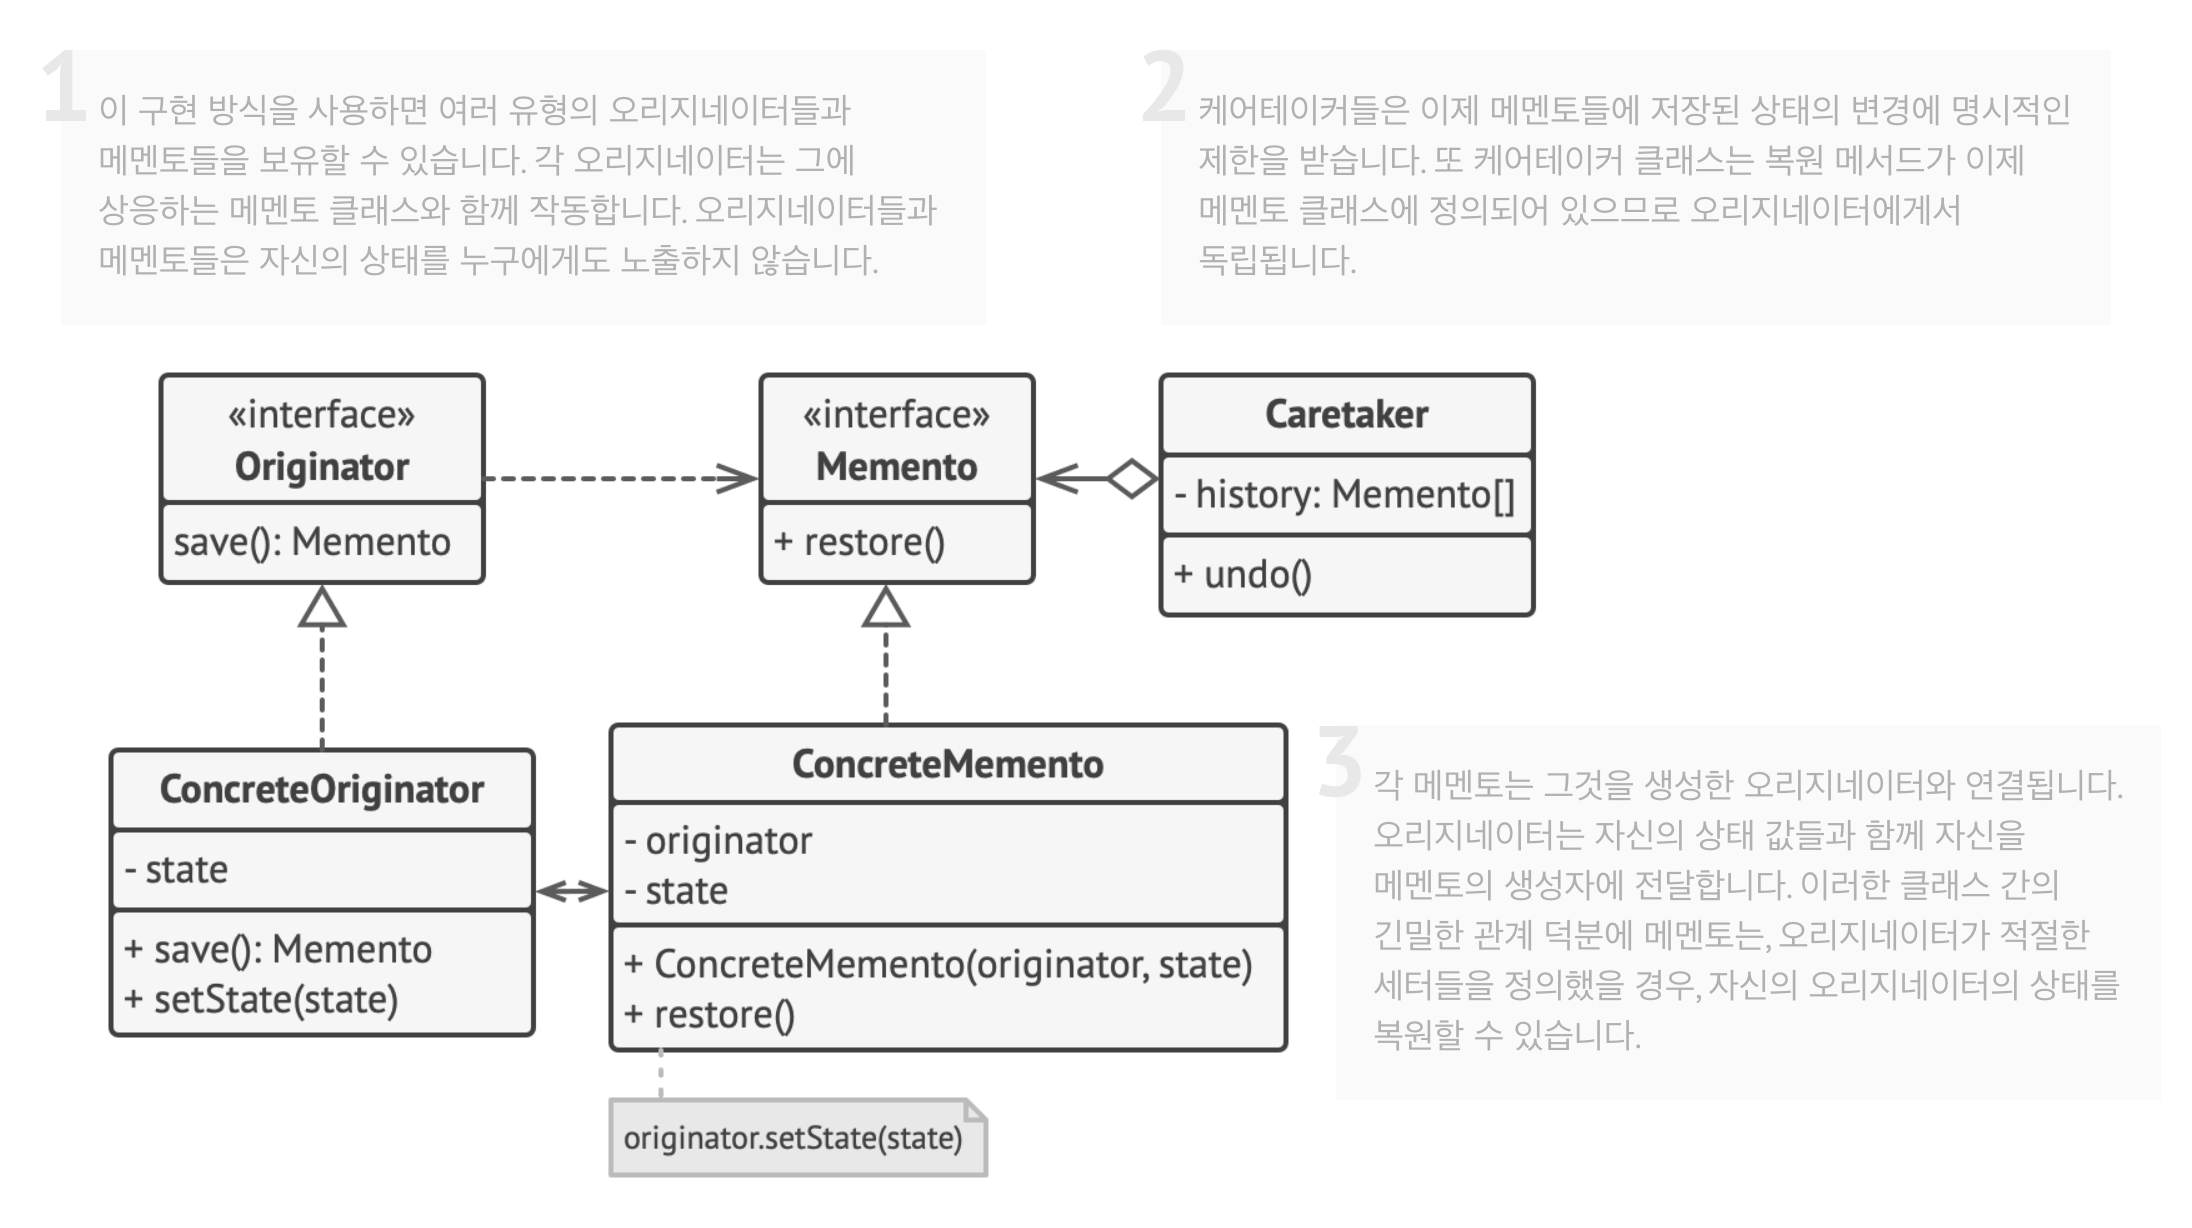 1
이 구현 방식을 사용하면 여러 유형의 오리지네이터들과
메멘토들을 보유할 수 있습니다. 각 오리지네이터는 그에
상응하는 메멘토 클래스와 함께 작동합니다. 오리지네이터들과
메멘토들은 자신의 상태를 누구에게도 노출하지 않습니다.
2
케어테이커들은 이제 메멘토들에 저장된 상태의 변경에 명시적인
제한을 받습니다. 또 케어테이커 클래스는 복원 메서드가 이제
메멘토 클래스에 정의되어 있으므로 오리지네이터에게서
독립됩니다.
«interface»
Originator
save(): Memento
«interface»
Memento
+ restore()
Caretaker
- history: Memento[]
+ undo()
ConcreteOriginator
- state
+ save(): Memento
+ setState(state)
ConcreteMemento
- originator
- state
+ ConcreteMemento(originator, state)
+ restore()
originator.setState(state)
3
각 메멘토는 그것을 생성한 오리지네이터와 연결됩니다.
오리지네이터는 자신의 상태 값들과 함께 자신을
메멘토의 생성자에 전달합니다. 이러한 클래스 간의
긴밀한 관계 덕분에 메멘토는, 오리지네이터가 적절한
세터들을 정의했을 경우, 자신의 오리지네이터의 상태를
복원할 수 있습니다.